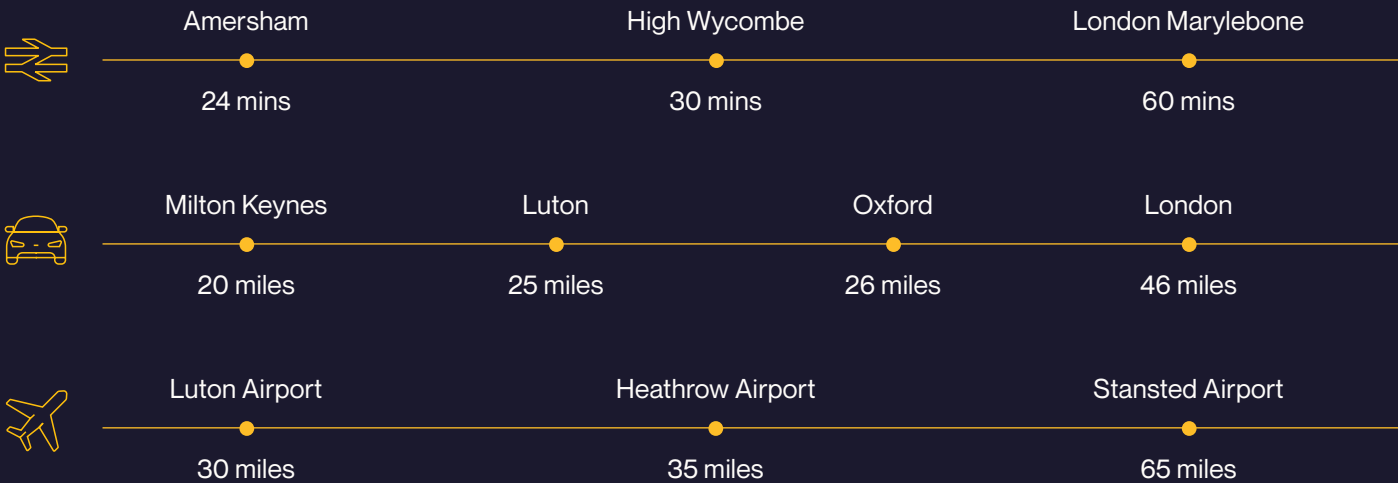 Amersham High Wycombe London Marylebone
24 mins 30 mins 60 mins
Milton Keynes Luton Oxford London
20 miles 25 miles 26 miles 46 miles
Luton Airport Heathrow Airport Stansted Airport
30 miles 35 miles 65 miles